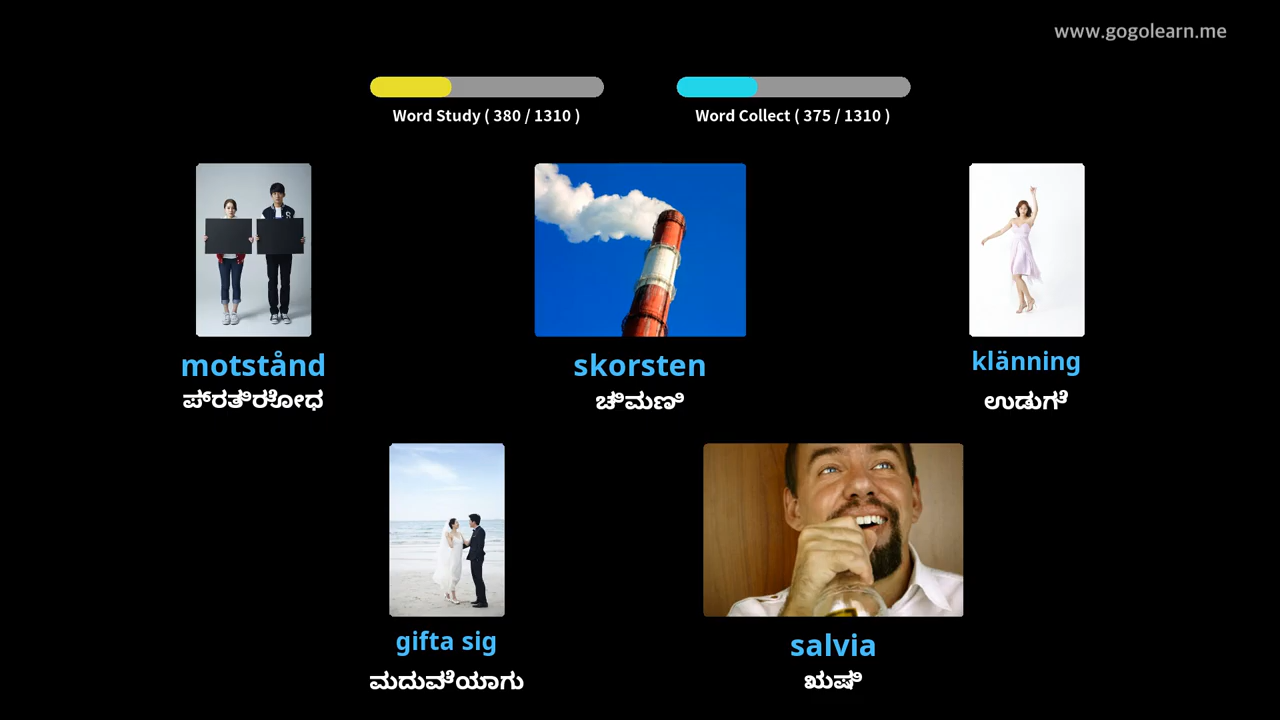 www.gogolearn.me
Word Study ( 380 / 1310 )
Word Collect ( 375 / 1310 )
motstånd
skorsten
klänning
ಪ್ರತಿರೋಧ
ಚಿಮಣಿ
ಉಡುಗೆ
gifta sig
salvia
ಮದುವೆಯಾಗು
ಋಷಿ